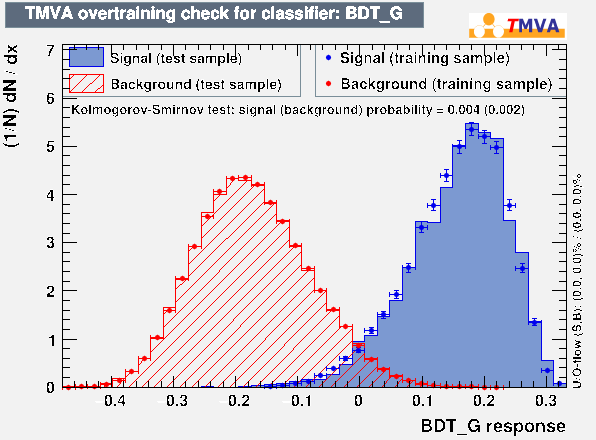 TMVA overtraining check for classifier: BDT_G
TMVA
Signal (test sample)
Background (test sample)
Signal (training sample)
Background (training sample)
Kolmogorov-Smirnov test: signal (background) probability = 0.004 (0.002)
(1/N) dN / dx
7
6
5
4
3
2
1
0
0.4
-0.3
-0.2
-0.1
0
0.1
0.2
0.3
BDT_G response
U/O-flow (S,B): (0.0, 0.0)% / (0.0, 0.0)%